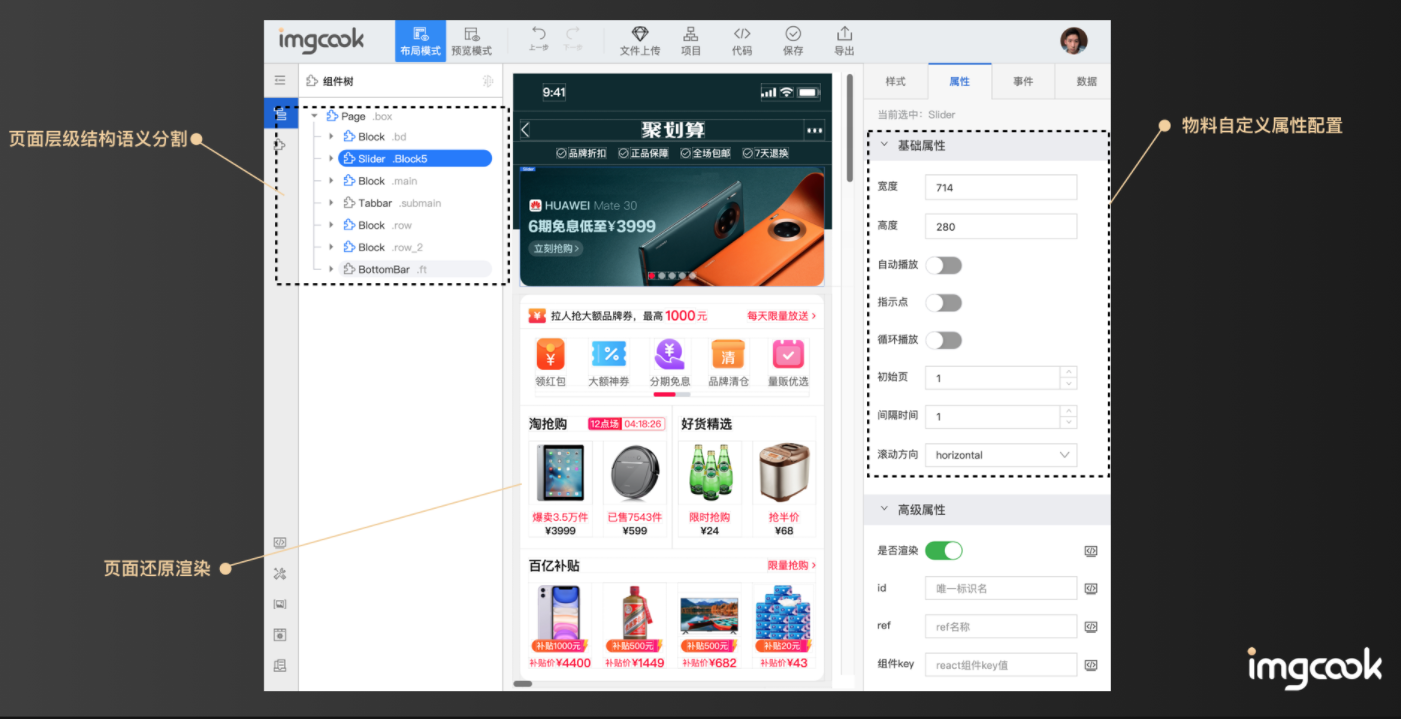 imgcook
布局模式
预览模式
上一步
下一步
文件上传
项目
代码
保存
导出
组件树
Page .box
Block .bd
Slider .Block5
Block .main
Tabbar .submain
Block .row
Block .row_2
BottomBar .ft
页面层级结构语义分割
页面还原渲染
9:41
聚划算
品牌折扣 正品保障 全场包邮 7天退换
Slider
HUAWEI Mate 30
6期免息低至¥3999
立刻抢购>
拉人抢大额品牌券，最高1000元 每天限量放送>
领红包 大额神券 分期免息 品牌清仓 量贩优选
清
淘抢购 12点场 04:18:26 好货精选
爆卖3.5万件 已售7543件 限时抢购 抢半价
¥3999 ¥599 ¥24 ¥68
百亿补贴 限量抢购>
补贴1000元 补贴500元 补贴500元 补贴20元
补贴价¥4400 补贴价¥1449 补贴价¥682 补贴价¥43
样式 属性 事件 数据
当前选中: Slider
基础属性
宽度 714
高度 280
自动播放
指示点
循环播放
初始页 1
间隔时间 1
滚动方向 horizontal
高级属性
是否渲染
id 唯一标识名
ref ref名称
组件key react组件key值
物料自定义属性配置
imgcook